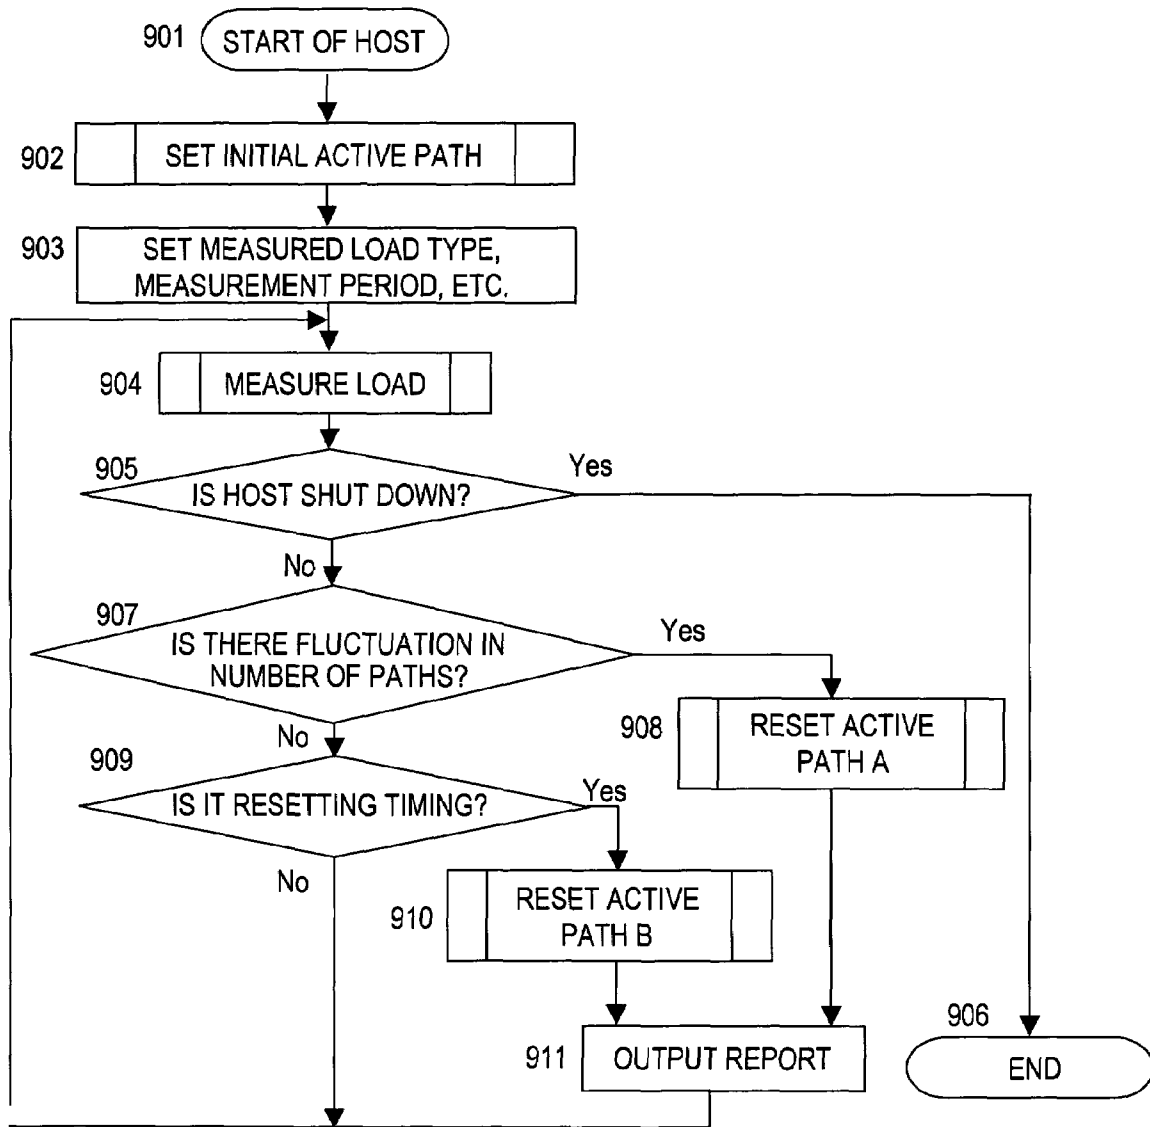 901
START OF HOST
902
SET INITIAL ACTIVE PATH
903
SET MEASURED LOAD TYPE,
MEASUREMENT PERIOD, ETC.
904
MEASURE LOAD
905
IS HOST SHUT DOWN?
Yes
No
907
IS THERE FLUCTUATION IN
NUMBER OF PATHS?
Yes
No
908
RESET ACTIVE
PATH A
909
IS IT RESETTING TIMING?
Yes
No
910
RESET ACTIVE
PATH B
911
OUTPUT REPORT
906
END